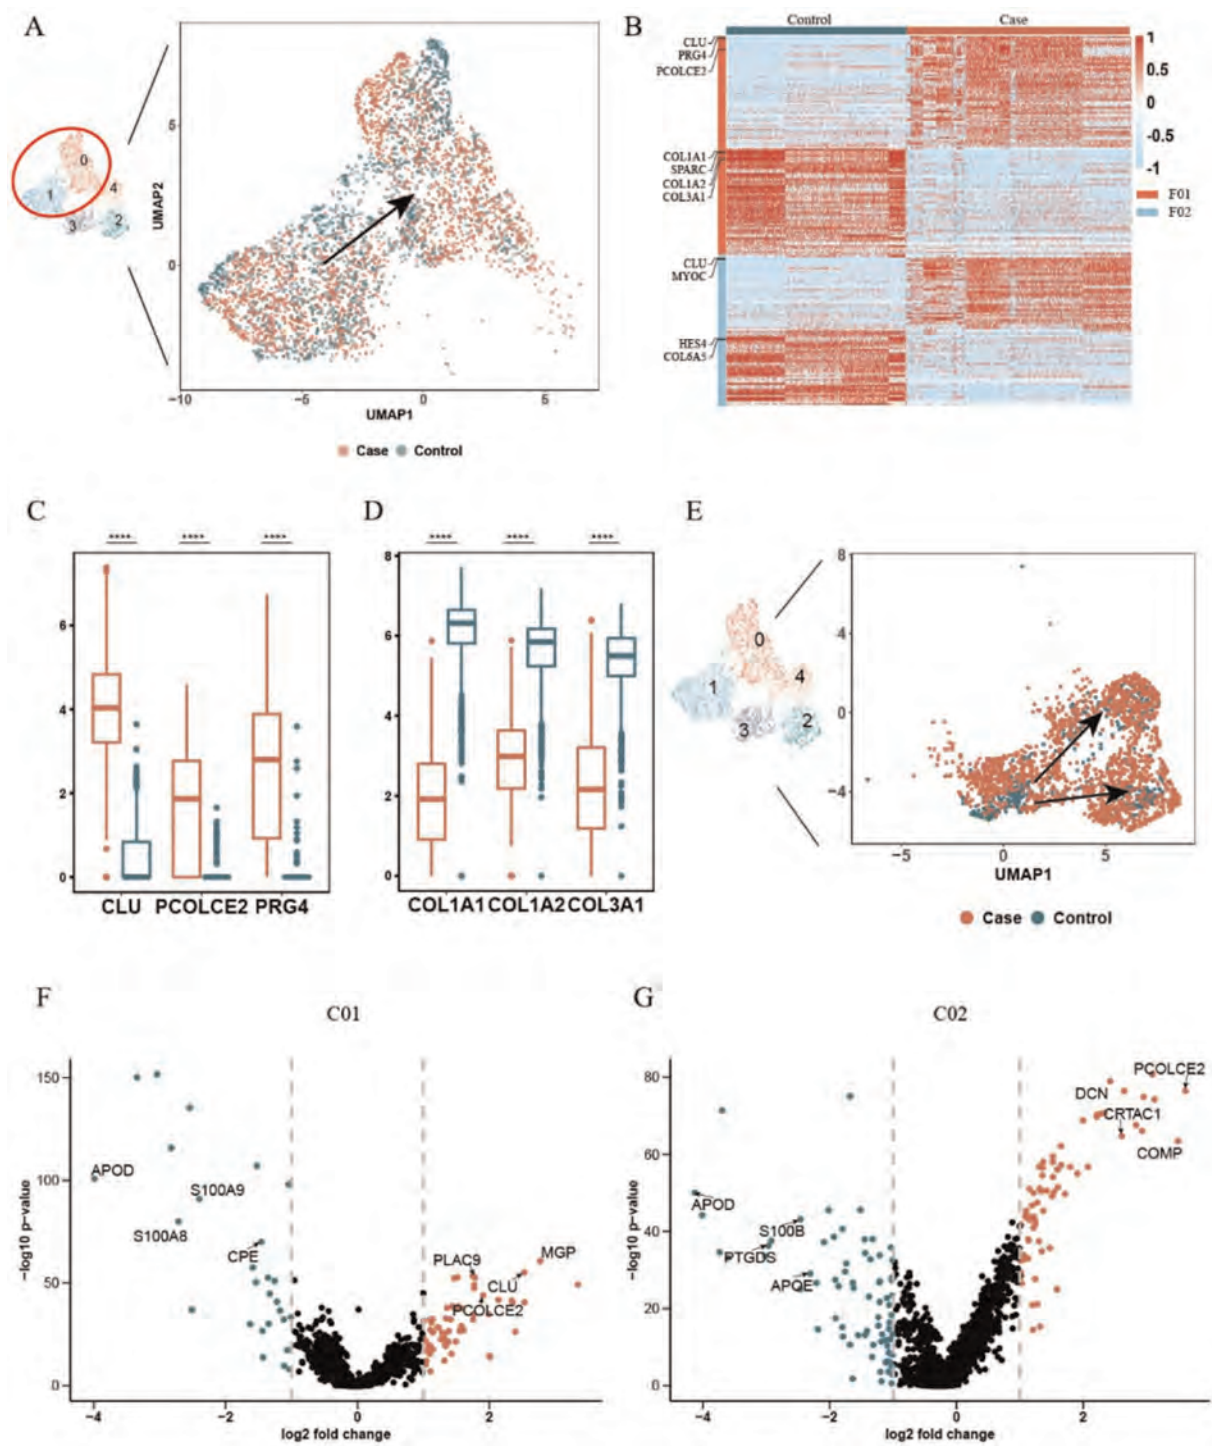 A
0
1
4
3
2
UMAP2
5
0
−10
−5
0
5
UMAP1
Case
Control
B
Control
Case
CLU
PRG4
PCOLCE2
COL1A1
SPARC
COL1A2
COL3A1
CLU
MYOC
HES4
COL6A5
1
0.5
0
-0.5
-1
F01
F02
C
****
****
****
6
4
2
0
CLU PCOLCE2 PRG4
D
****
****
****
8
6
4
2
0
COL1A1 COL1A2 COL3A1
E
0
1
4
3
2
8
4
0
−4
−5
0
5
UMAP1
Case
Control
F
C01
−log10 p−value
150
100
50
0
APOD
S100A9
S100A8
CPE
PLAC9
MGP
CLU
PCOLCE2
−4
−2
0
2
log2 fold change
G
C02
−log10 p−value
80
60
40
20
0
PCOLCE2
DCN
CRTAC1
COMP
APOD
S100B
PTGDS
APOE
−4
−2
0
2
log2 fold change